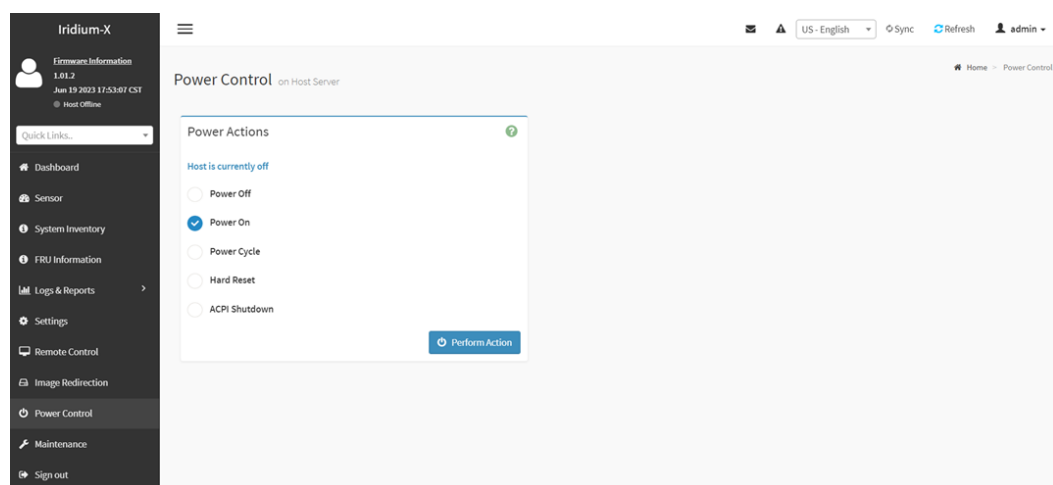 Iridium-X
US - English
Sync
Refresh
admin
Firmware Information
1.01.2
Jun 19 2023 17:53:07 CST
Host Offline
Quick Links..
Dashboard
Sensor
System Inventory
FRU Information
Logs & Reports
Settings
Remote Control
Image Redirection
Power Control
Maintenance
Sign out
Power Control on Host Server
Home > Power Control
Power Actions
Host is currently off
Power Off
Power On
Power Cycle
Hard Reset
ACPI Shutdown
Perform Action